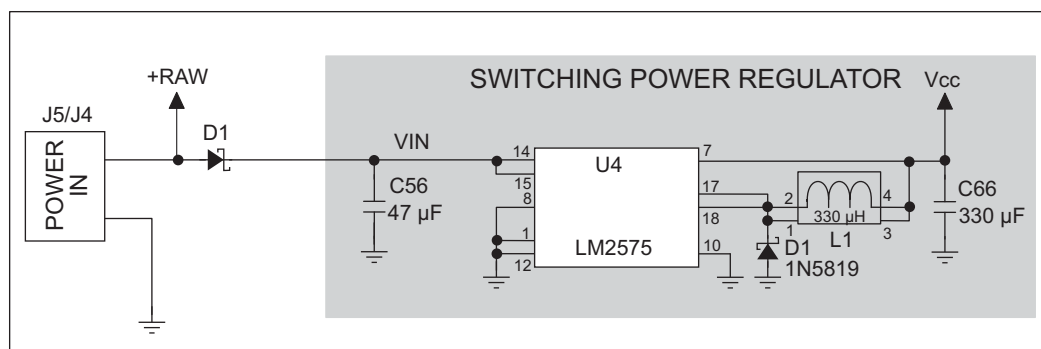 SWITCHING POWER REGULATOR
+RAW
Vcc
J5/J4
D1
POWER
IN
VIN
C56
47 µF
U4
LM2575
14
15
8
1
12
7
17
18
10
2
4
330 µH
1
3
L1
D1
1N5819
C66
330 µF